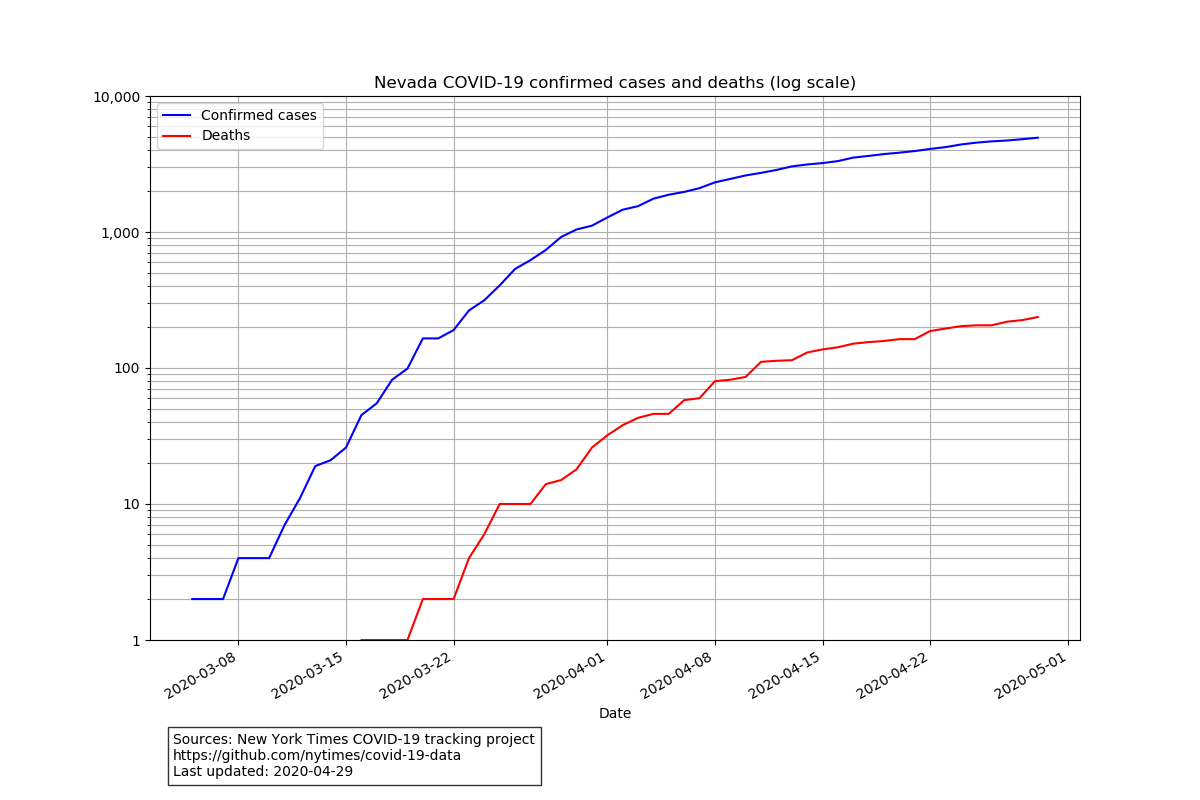 Nevada COVID-19 confirmed cases and deaths (log scale)
10,000
Confirmed cases
Deaths
1,000
100
10
1
2020-03-08
2020-03-15
2020-03-22
2020-04-01
2020-04-08
2020-04-15
2020-04-22
2020-05-01
Date
Sources: New York Times COVID-19 tracking project
https://github.com/nytimes/covid-19-data
Last updated: 2020-04-29